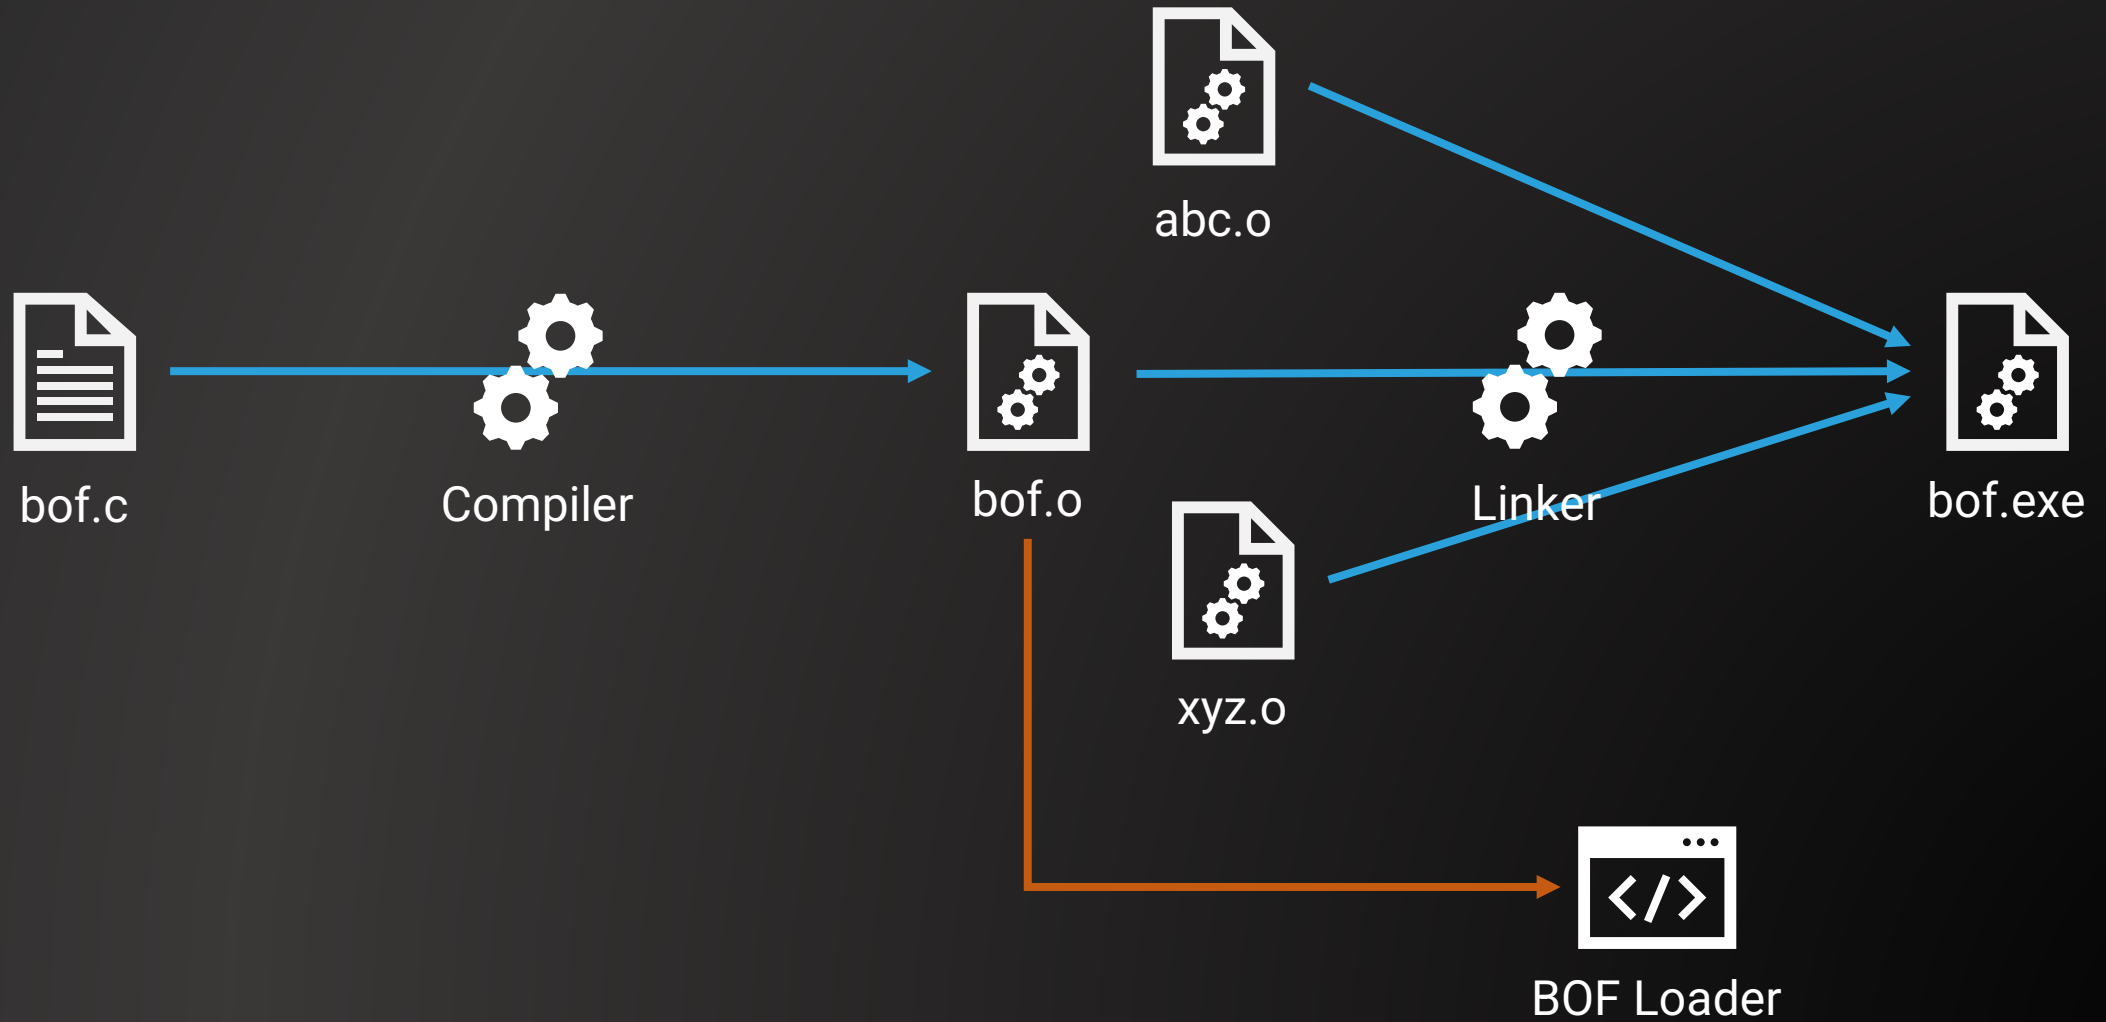 abc.o
bof.c
Compiler
bof.o
Linker
bof.exe
xyz.o
</>
BOF Loader